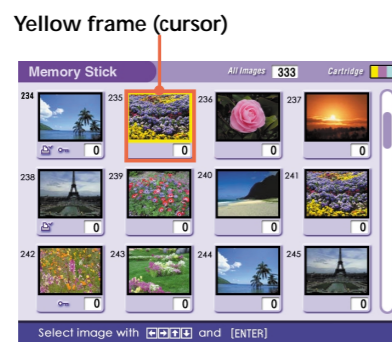 Yellow frame (cursor)
Memory Stick All images 333 Cartridge
234 235 236 237
0 0 0 0
238 239 240 241
0 0 0 0
242 243 244 245
0 0 0 0
Select image with ←→↑↓ and [ENTER]